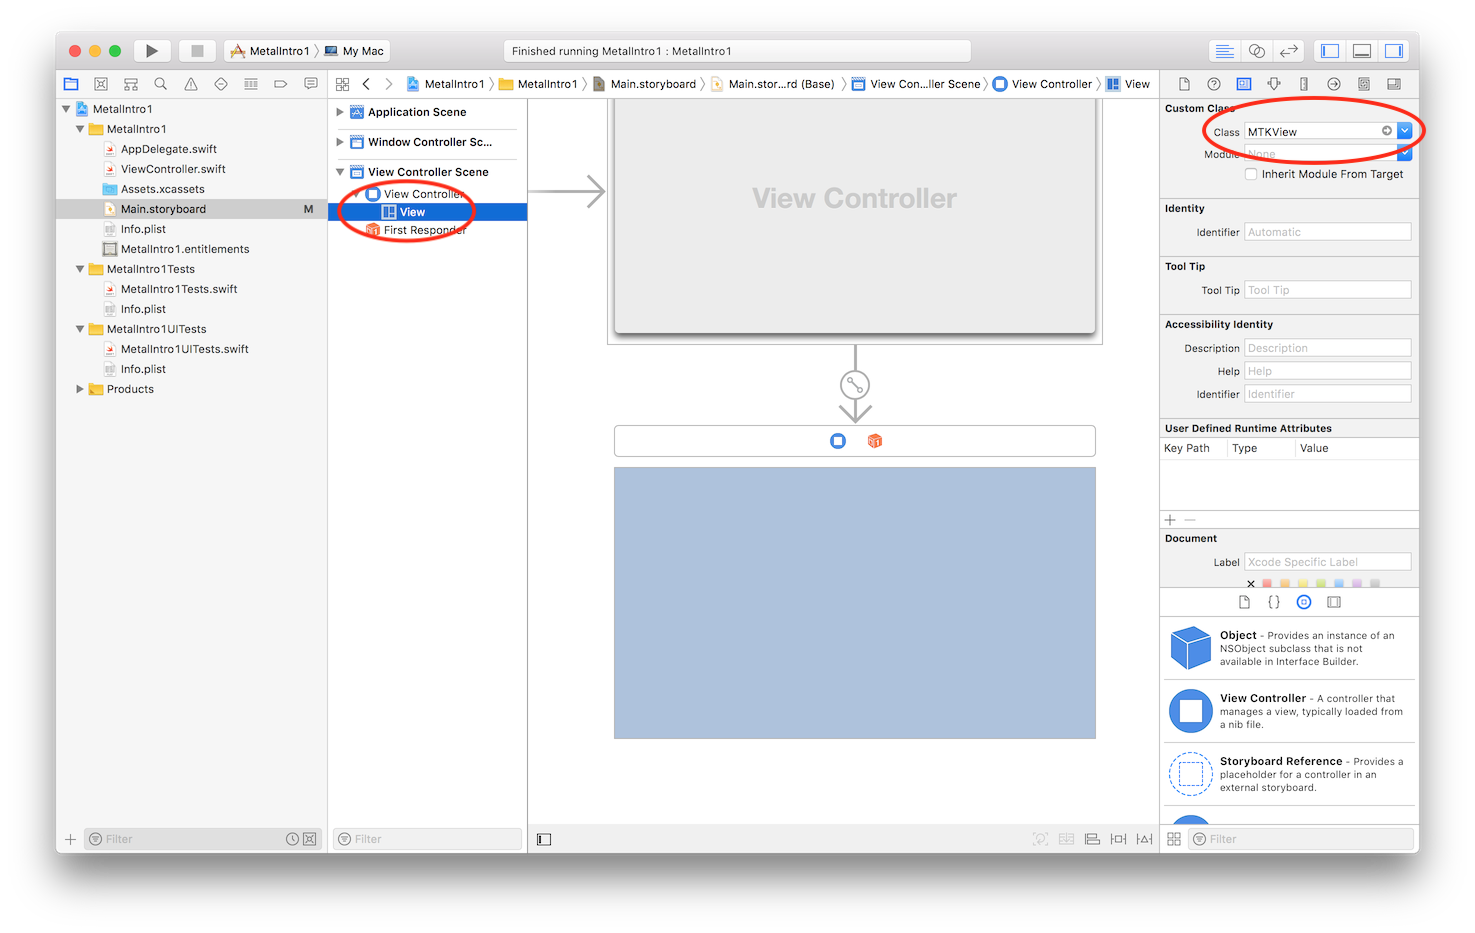 MetalIntro1 My Mac
Finished running MetalIntro1 : MetalIntro1
MetalIntro1 MetalIntro1 Main.storyboard Main.stor...rd (Base) View Con...ller Scene View Controller View
MetalIntro1
MetalIntro1
AppDelegate.swift
ViewController.swift
Assets.xcassets
Main.storyboard M
Info.plist
MetalIntro1.entitlements
MetalIntro1Tests
MetalIntro1Tests.swift
Info.plist
MetalIntro1UITests
MetalIntro1UITests.swift
Info.plist
Products
Filter
Application Scene
Window Controller Sc...
View Controller Scene
View Controller
View
First Responder
Filter
View Controller
Custom Class
Class MTKView
Module None
Inherit Module From Target
Identity
Identifier Automatic
Tool Tip
Tool Tip Tool Tip
Accessibility Identity
Description Description
Help Help
Identifier Identifier
User Defined Runtime Attributes
Key Path Type Value
Document
Label Xcode Specific Label
Object - Provides an instance of an
NSObject subclass that is not
available in Interface Builder.
View Controller - A controller that
manages a view, typically loaded from
a nib file.
Storyboard Reference - Provides a
placeholder for a controller in an
external storyboard.
Filter